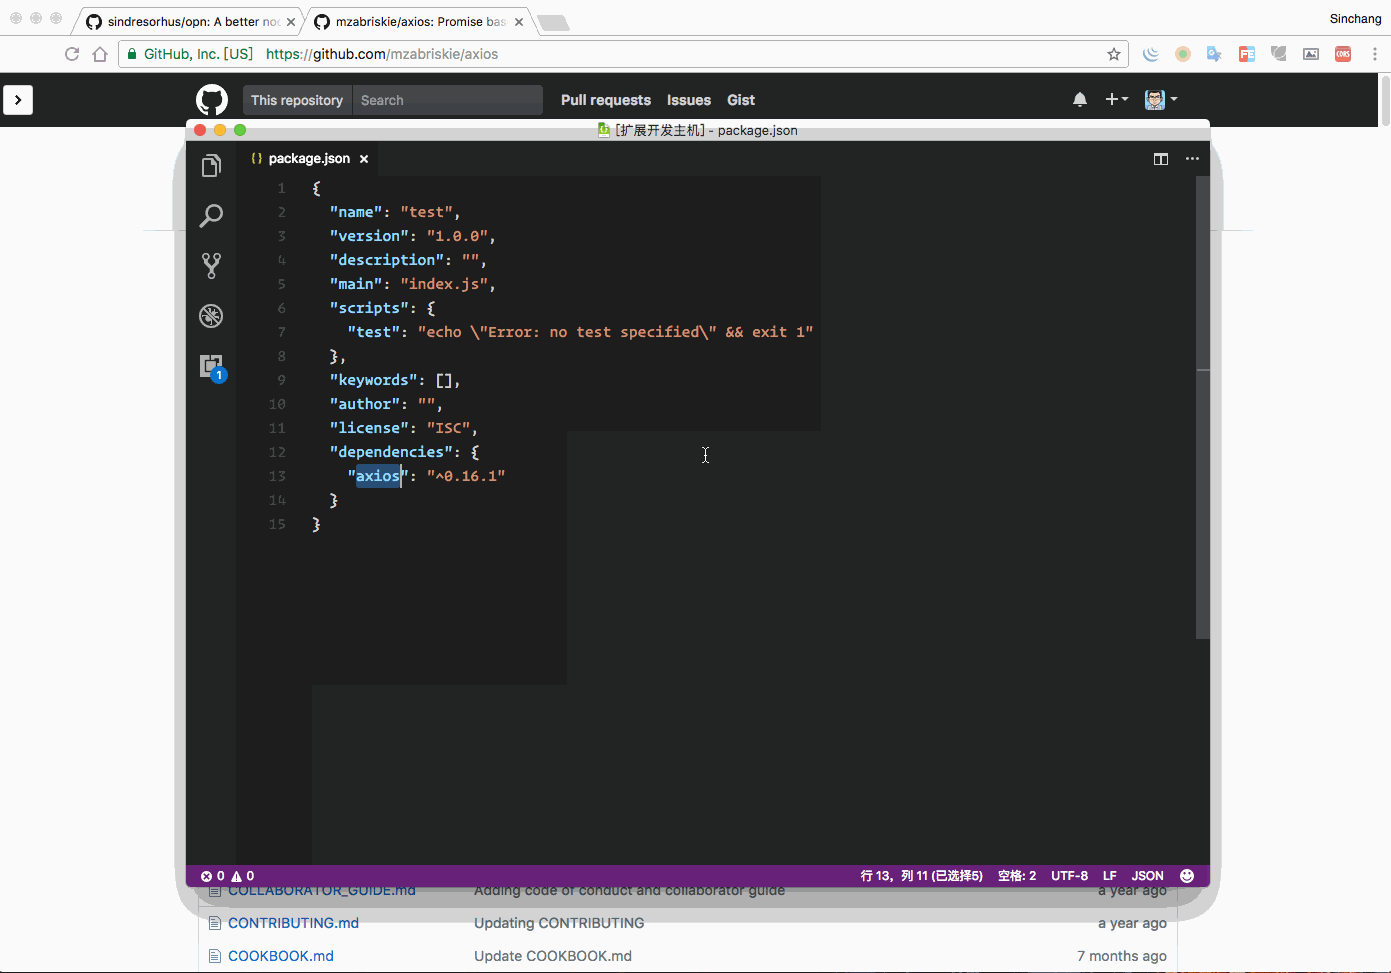 Sinchang
sindresorhus/opn: A better no
mzabriskie/axios: Promise bas
GitHub, Inc. [US] https://github.com/mzabriskie/axios
This repository Search Pull requests Issues Gist
[扩展开发主机] - package.json
{} package.json
1 {
2 "name": "test",
3 "version": "1.0.0",
4 "description": "",
5 "main": "index.js",
6 "scripts": {
7 "test": "echo \"Error: no test specified\" && exit 1"
8 },
9 "keywords": [],
10 "author": "",
11 "license": "ISC",
12 "dependencies": {
13 "axios": "^0.16.1"
14 }
15 }
1
0 0 行 13，列 11 (已选择5) 空格: 2 UTF-8 LF JSON
COLLABORATOR_GUIDE.md Adding code of conduct and collaborator guide a year ago
CONTRIBUTING.md Updating CONTRIBUTING a year ago
COOKBOOK.md Update COOKBOOK.md 7 months ago